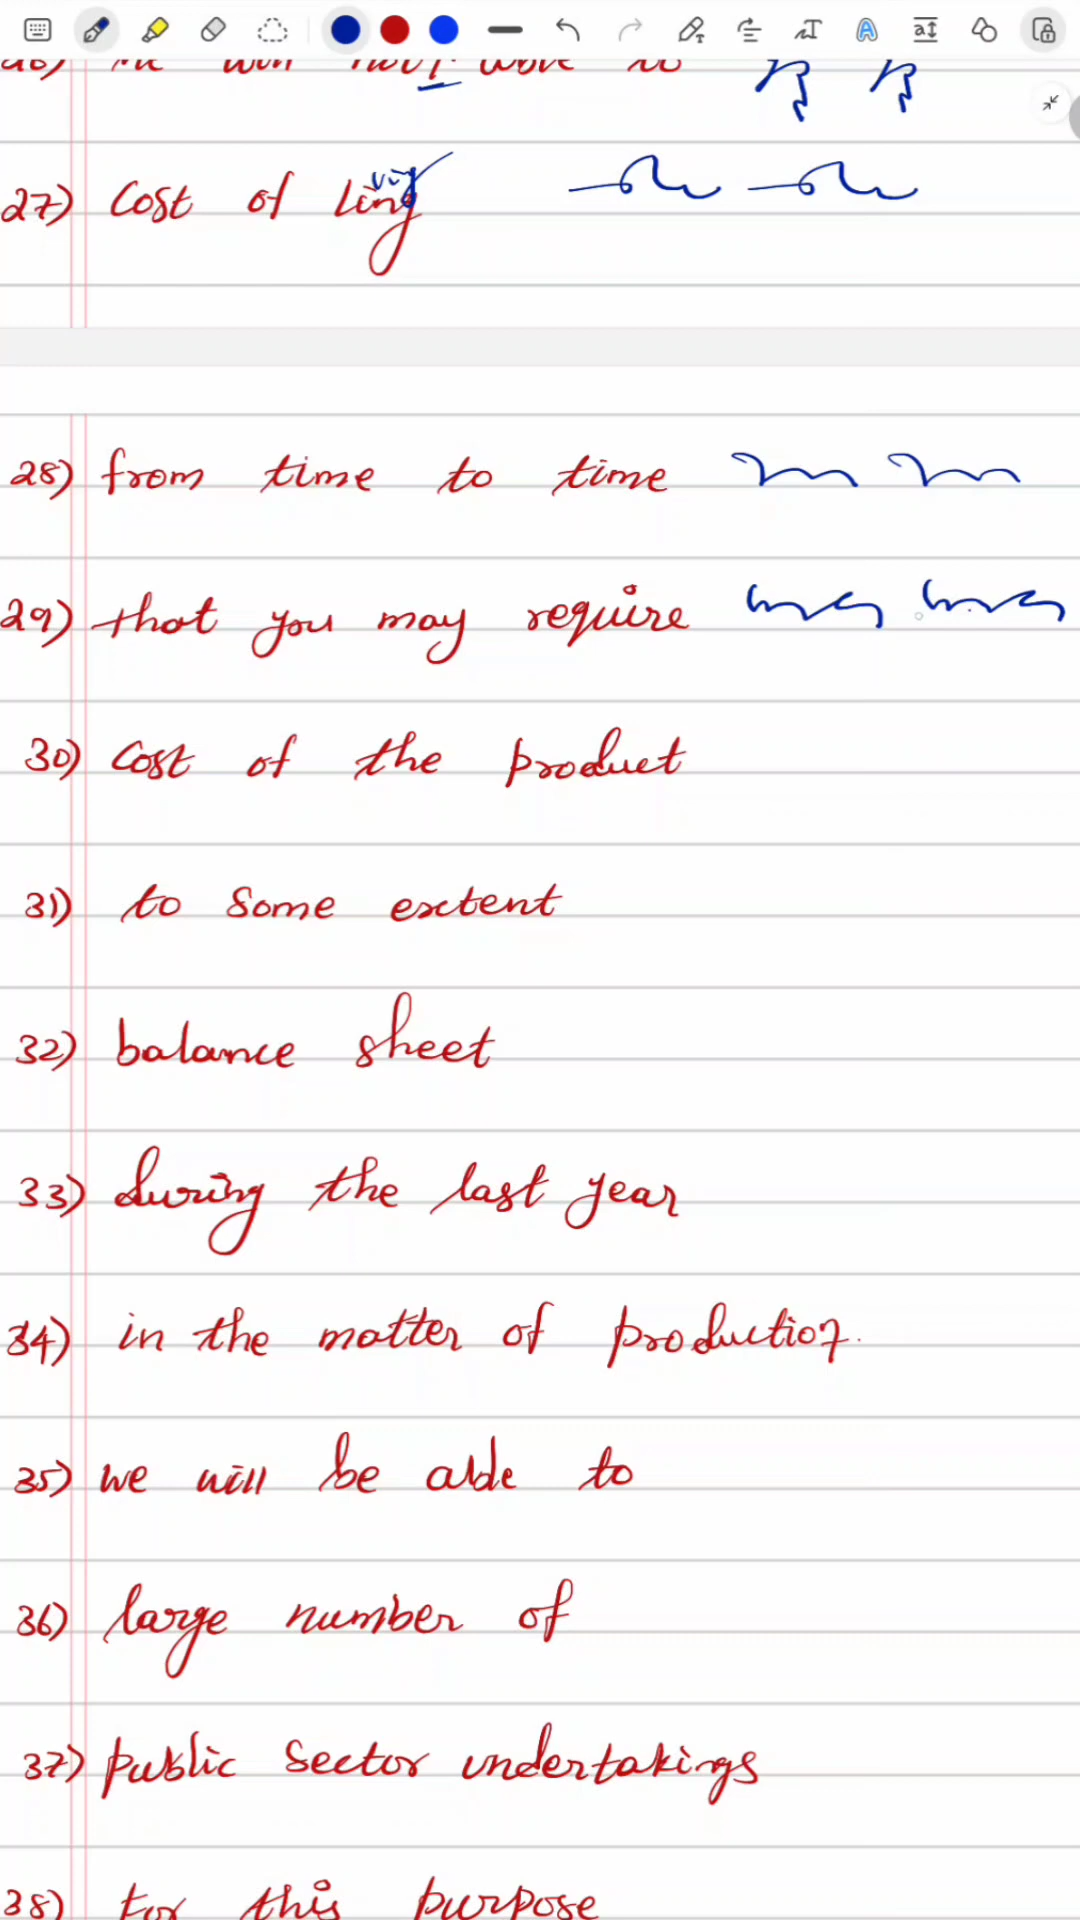 27) Cost of Living
28) from time to time
29) that you may require
30) Cost of the product
31) to some extent
32) balance sheet
33) during the last year
34) in the matter of production.
35) we will be able to
36) large number of
37) public sector undertakings
38) for this purpose